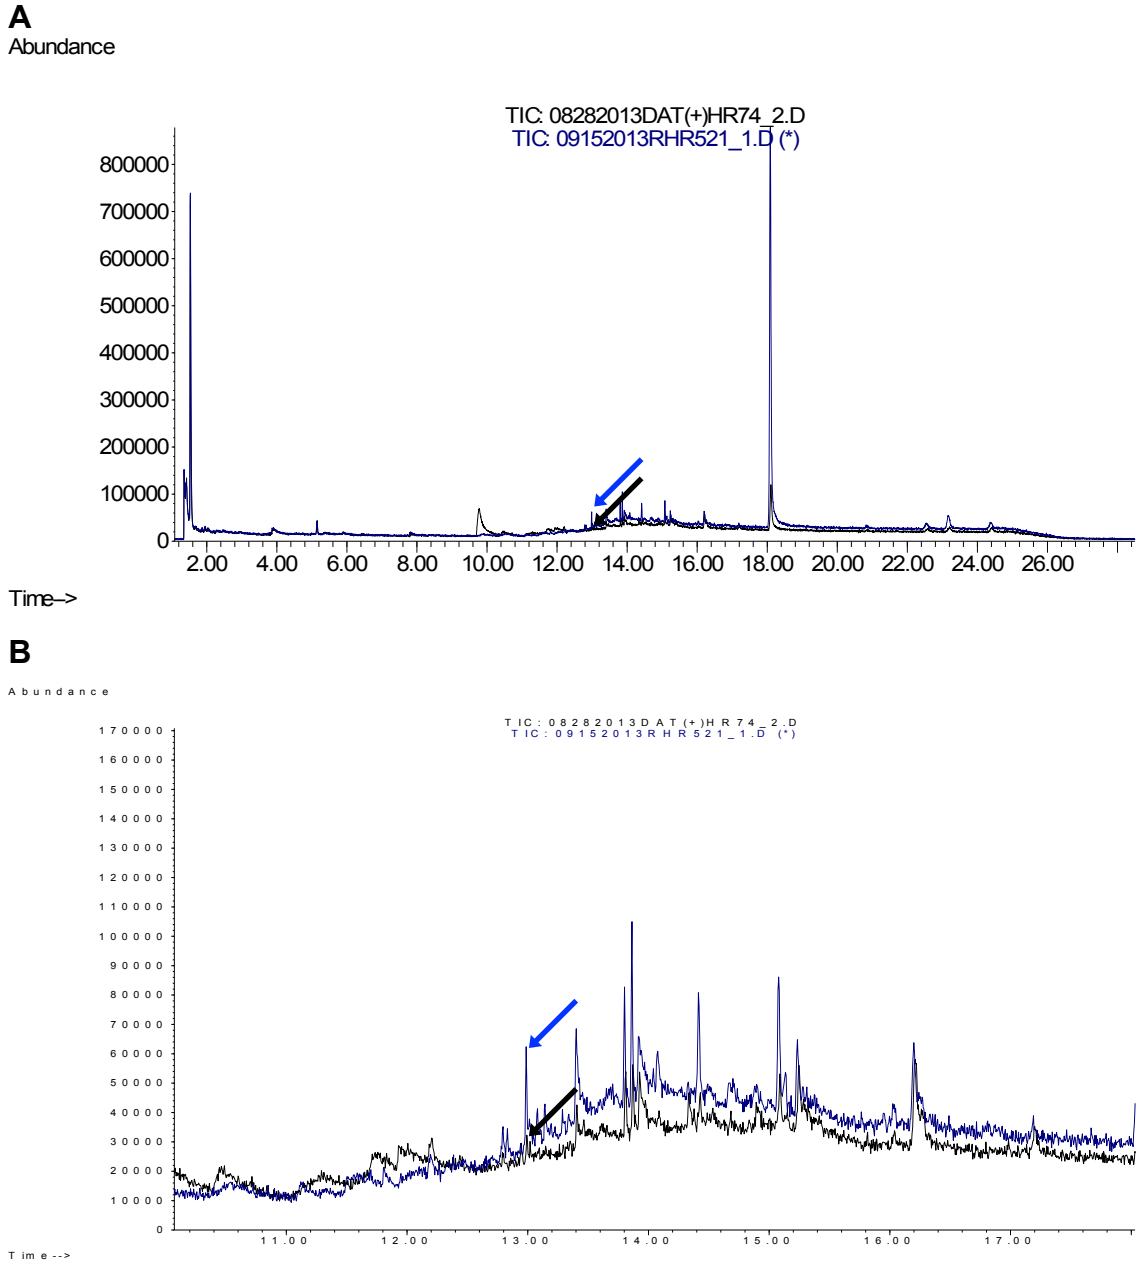 A
Abundance
TIC: 08282013DAT(+)HR74_2.D
TIC: 09152013RHR521_1.D (*)
800000
700000
600000
500000
400000
300000
200000
100000
0
2.00 4.00 6.00 8.00 10.00 12.00 14.00 16.00 18.00 20.00 22.00 24.00 26.00
Time-->
B
Abundance
TIC: 08282013DAT(+)HR74_2.D
TIC: 09152013RHR521_1.D (*)
170000
160000
150000
140000
130000
120000
110000
100000
90000
80000
70000
60000
50000
40000
30000
20000
10000
0
11.00 12.00 13.00 14.00 15.00 16.00 17.00
Time-->